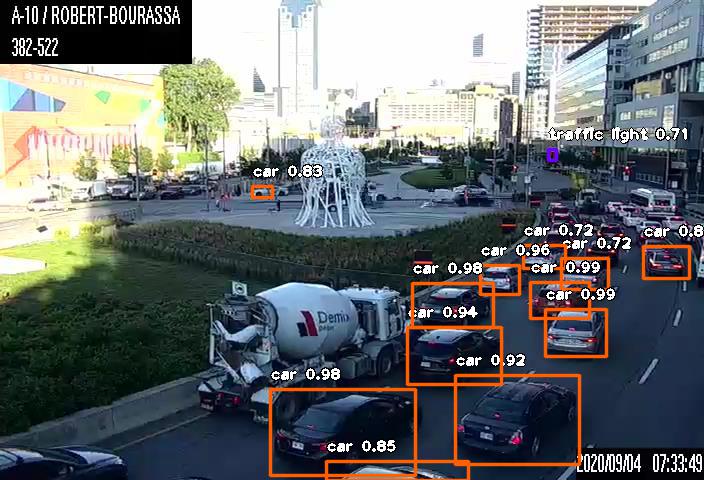 A-10 / ROBERT-BOURASSA
382-522
traffic light 0.71
car 0.83
car 0.8
car 0.72
car 0.72
car 0.96
car 0.98
car 0.99
car 0.99
car 0.94
car 0.92
car 0.98
car 0.85
Demix
2020/09/04 07:33:49